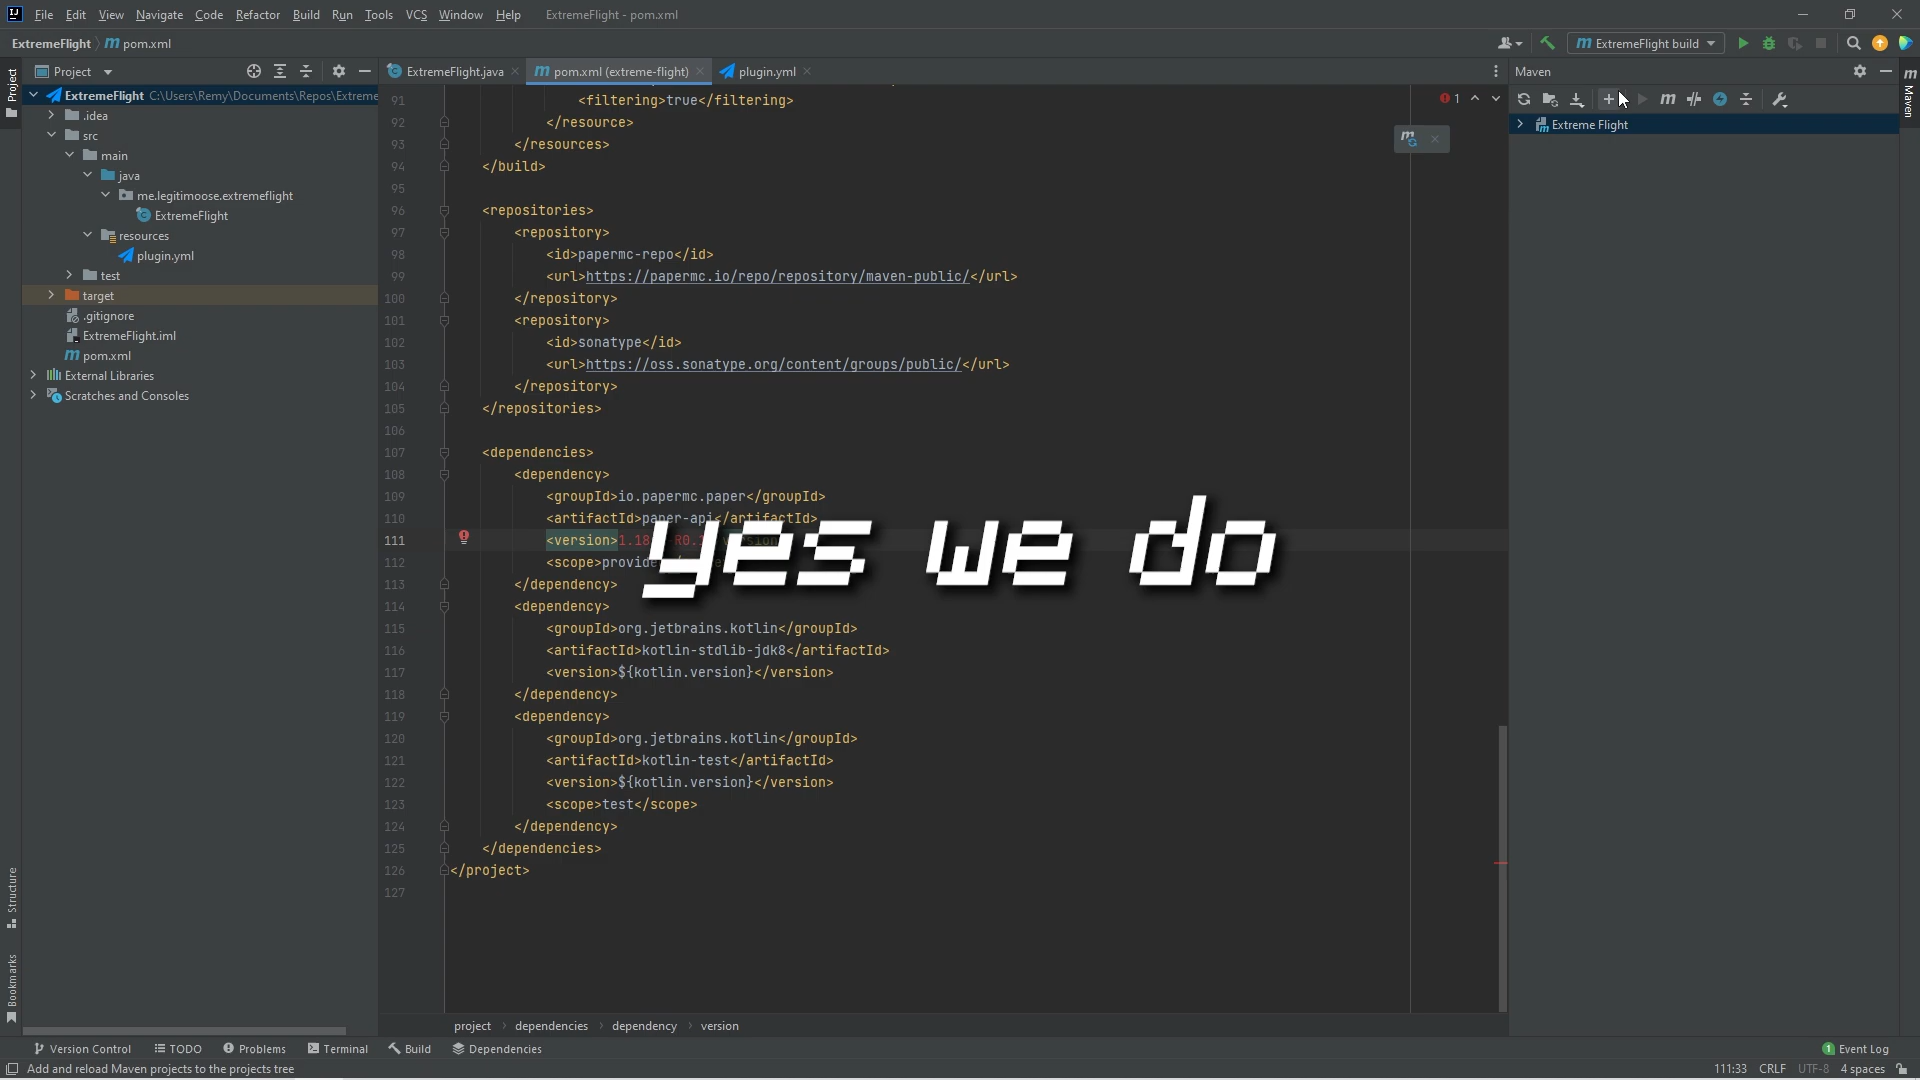 File Edit View Navigate Code Refactor Build Run Tools VCS Window Help ExtremeFlight - pom.xml
ExtremeFlight pom.xml ExtremeFlight build
Project
ExtremeFlight.java pom.xml (extreme-flight) plugin.yml
Maven
ExtremeFlight C:\Users\Remy\Documents\Repos\Extreme
.idea
src
main
java
me.legitimoose.extremeflight
ExtremeFlight
resources
plugin.yml
test
target
.gitignore
ExtremeFlight.iml
pom.xml
External Libraries
Scratches and Consoles
91 <filtering>true</filtering>
92 </resource>
93 </resources>
94 </build>
95
96 <repositories>
97 <repository>
98 <id>papermc-repo</id>
99 <url>https://papermc.io/repo/repository/maven-public/</url>
100 </repository>
101 <repository>
102 <id>sonatype</id>
103 <url>https://oss.sonatype.org/content/groups/public/</url>
104 </repository>
105 </repositories>
106
107 <dependencies>
108 <dependency>
109 <groupId>io.papermc.paper</groupId>
110 <artifactId>paper-api</artifactId>
111 <version>1.18
112 <scope>provide
113 </dependency>
114 <dependency>
115 <groupId>org.jetbrains.kotlin</groupId>
116 <artifactId>kotlin-stdlib-jdk8</artifactId>
117 <version>${kotlin.version}</version>
118 </dependency>
119 <dependency>
120 <groupId>org.jetbrains.kotlin</groupId>
121 <artifactId>kotlin-test</artifactId>
122 <version>${kotlin.version}</version>
123 <scope>test</scope>
124 </dependency>
125 </dependencies>
126 </project>
127
yes we do
1
Extreme Flight
Project
Structure
Bookmarks
Maven
project dependencies dependency version
Version Control TODO Problems Terminal Build Dependencies 1 Event Log
Add and reload Maven projects to the projects tree 111:33 CRLF UTF-8 4 spaces